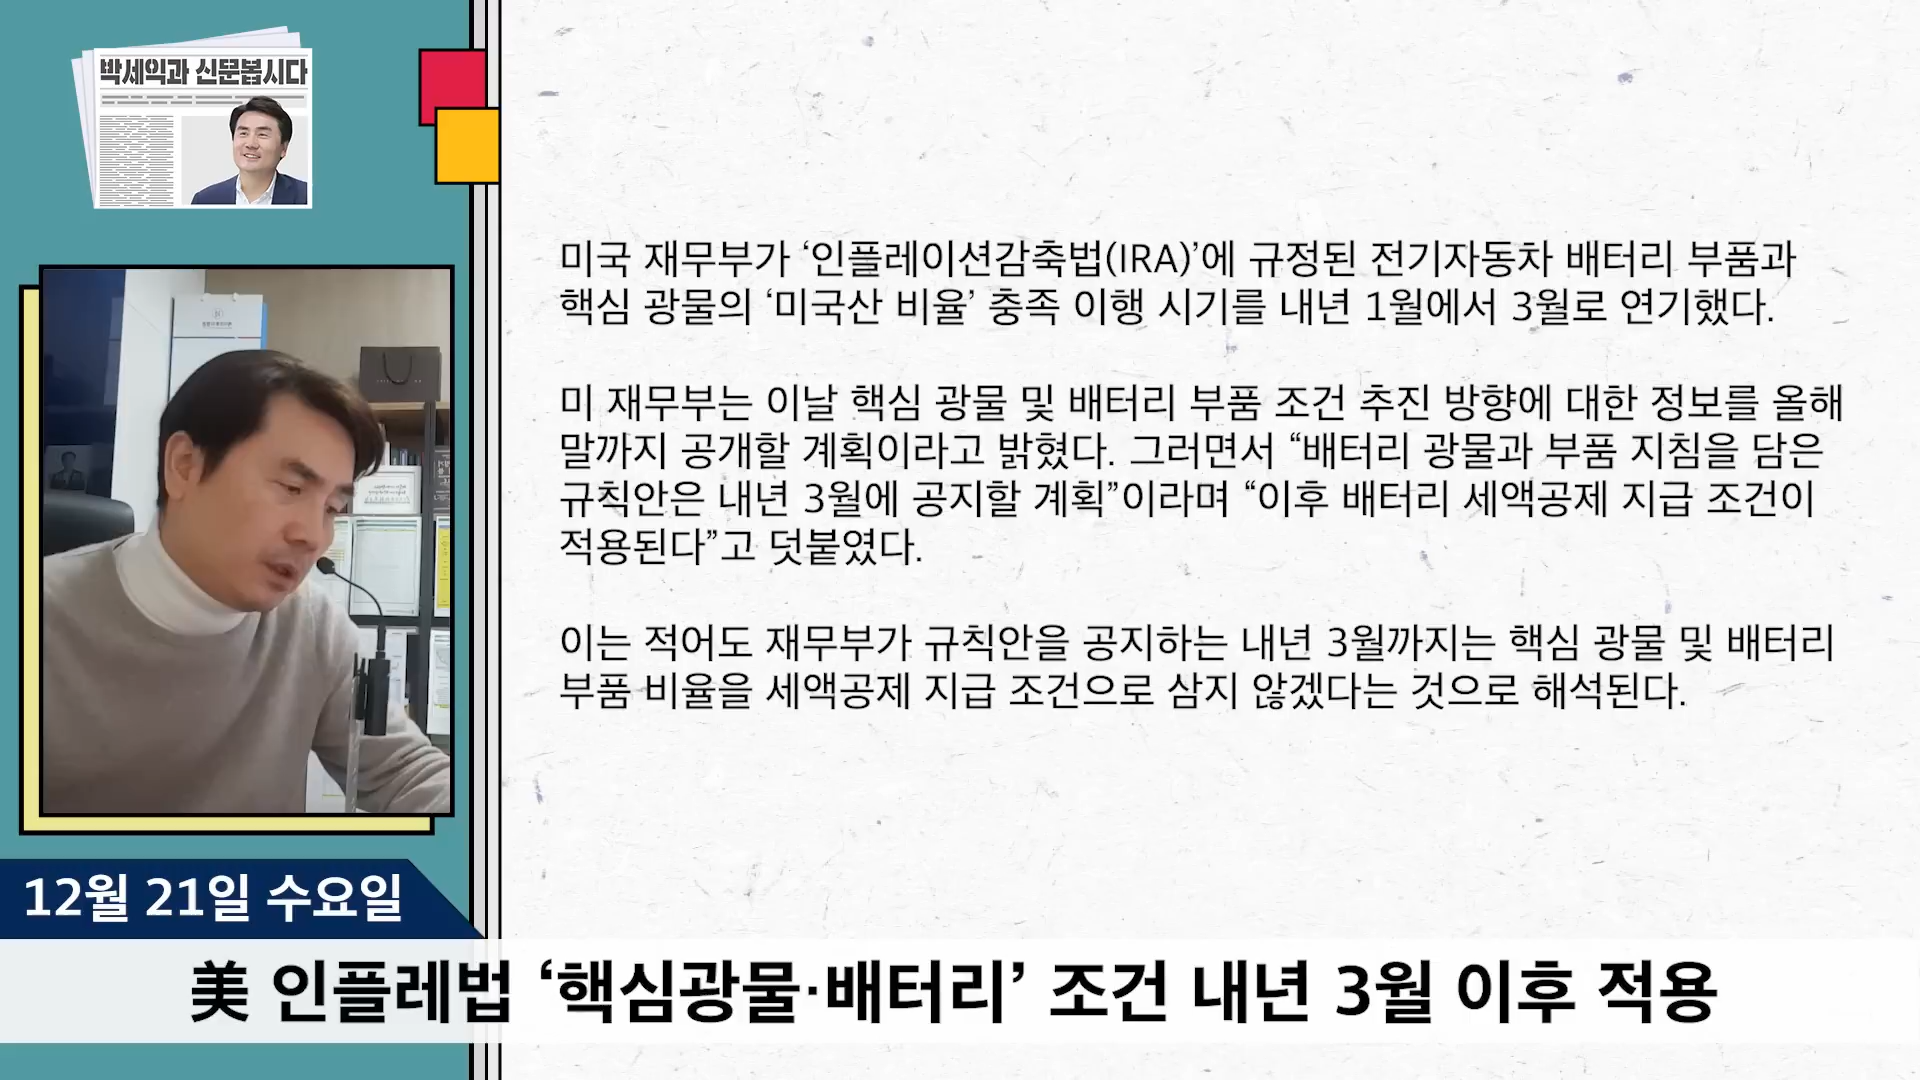 박세익과 신문봅시다
미국 재무부가 ‘인플레이션감축법(IRA)’에 규정된 전기자동차 배터리 부품과
핵심 광물의 ‘미국산 비율’ 충족 이행 시기를 내년 1월에서 3월로 연기했다.
미 재무부는 이날 핵심 광물 및 배터리 부품 조건 추진 방향에 대한 정보를 올해
말까지 공개할 계획이라고 밝혔다. 그러면서 “배터리 광물과 부품 지침을 담은
규칙안은 내년 3월에 공지할 계획”이라며 “이후 배터리 세액공제 지급 조건이
적용된다”고 덧붙였다.
이는 적어도 재무부가 규칙안을 공지하는 내년 3월까지는 핵심 광물 및 배터리
부품 비율을 세액공제 지급 조건으로 삼지 않겠다는 것으로 해석된다.
12월 21일 수요일
美 인플레법 ‘핵심광물·배터리’ 조건 내년 3월 이후 적용